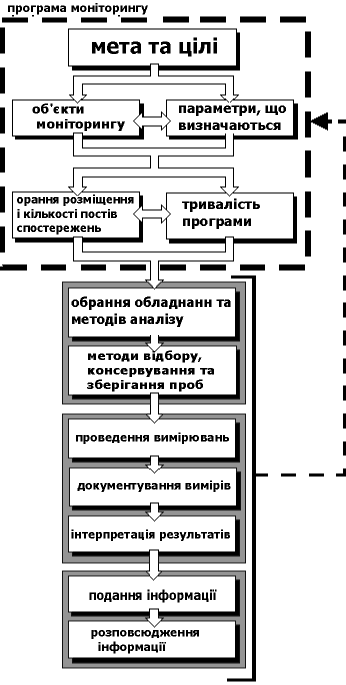 програма моніторингу
мета та цілі
об'єкти
моніторингу
параметри, що
визначаються
орання розміщення
і кількості постів
спостережень
тривалість
програми
обрання обладнанн та
методів аналізу
методи відбору,
консервування та
зберігання проб
проведення вимірювань
документування вимірів
інтерпретація результатів
подання інформації
розповсюдження
інформації